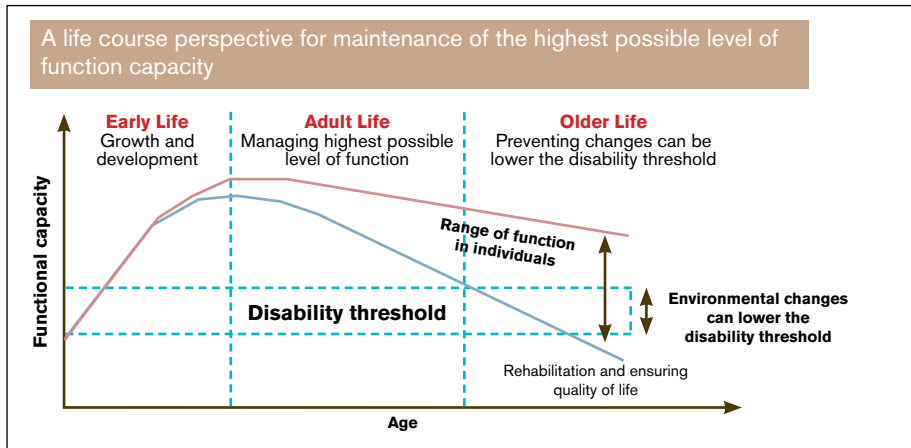 A life course perspective for maintenance of the highest possible level of
function capacity
Early Life
Growth and
development
Adult Life
Managing highest possible
level of function
Older Life
Preventing changes can be
lower the disability threshold
Functional capacity
Range of function
in individuals
Disability threshold
Environmental changes
can lower the
disability threshold
Rehabilitation and ensuring
quality of life
Age